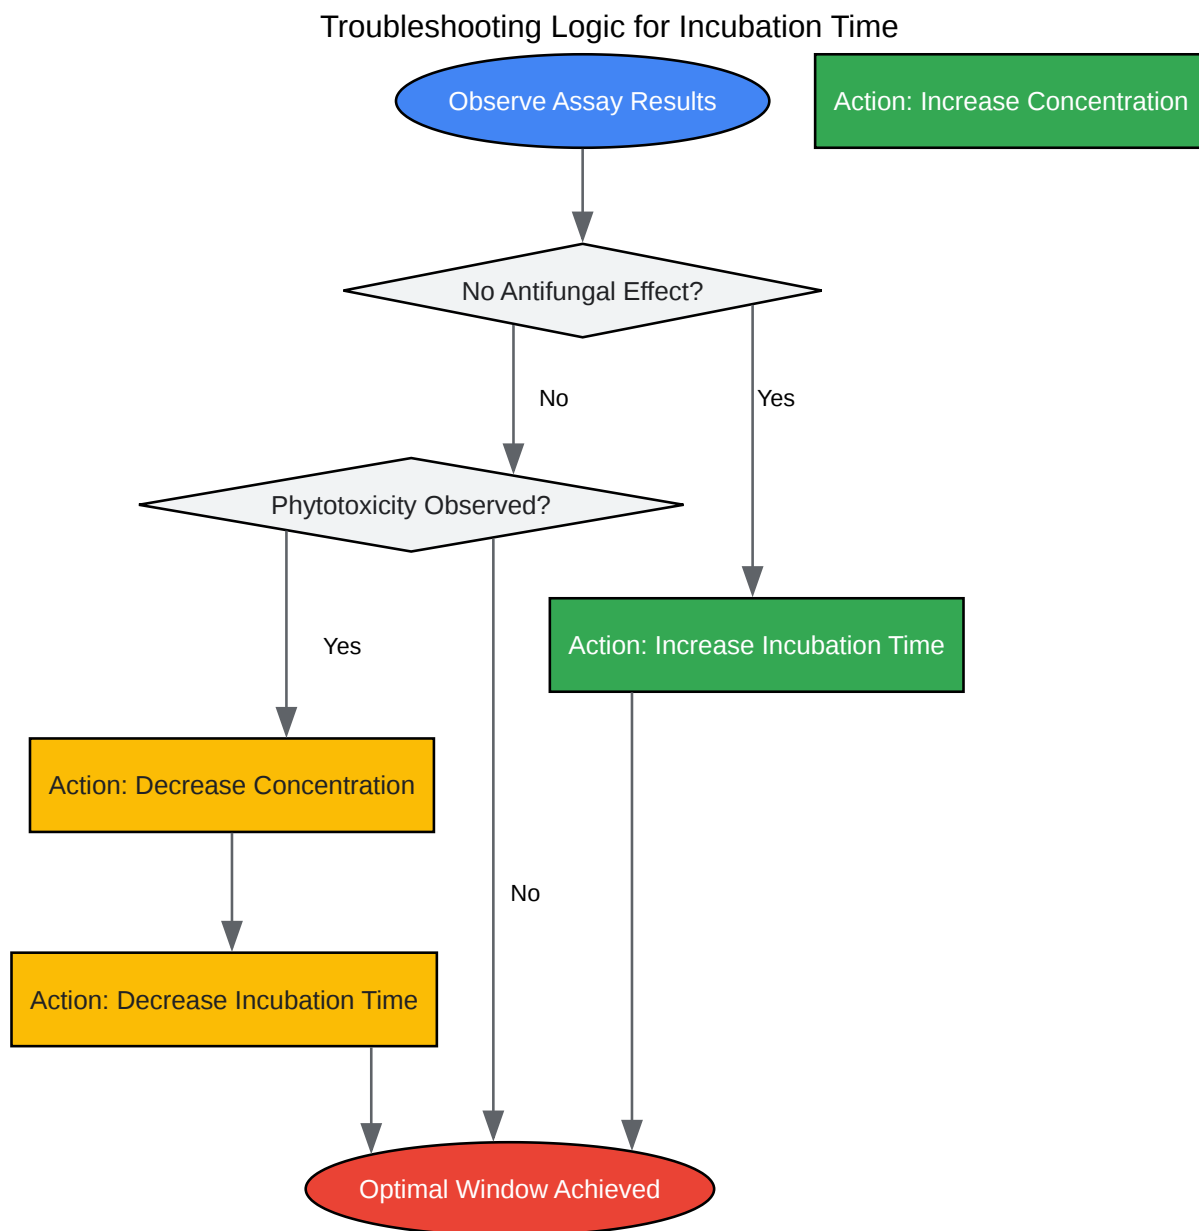 Troubleshooting Logic for Incubation Time
Observe Assay Results
Action: Increase Concentration
No Antifungal Effect?
No
Yes
Phytotoxicity Observed?
Yes
Action: Increase Incubation Time
Action: Decrease Concentration
No
Action: Decrease Incubation Time
Optimal Window Achieved